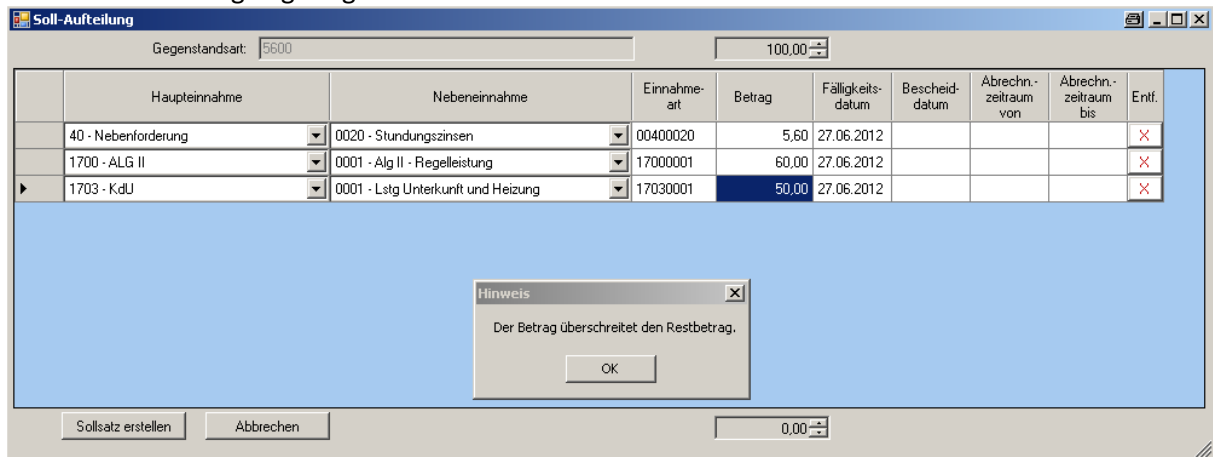 Soll-Aufteilung
Gegenstandsart: 5600 100,00
Haupteinnahme Nebeneinnahme Einnahme-art Betrag Fälligkeits-datum Bescheid-datum Abrechn.-zeitraum von Abrechn.-zeitraum bis Entf.
40 - Nebenforderung 0020 - Stundungszinsen 00400020 5,60 27.06.2012 X
1700 - ALG II 0001 - Alg II - Regelleistung 17000001 60,00 27.06.2012 X
1703 - KdU 0001 - Lstg Unterkunft und Heizung 17030001 50,00 27.06.2012 X
Hinweis
Der Betrag überschreitet den Restbetrag.
OK
Sollsatz erstellen Abbrechen 0,00